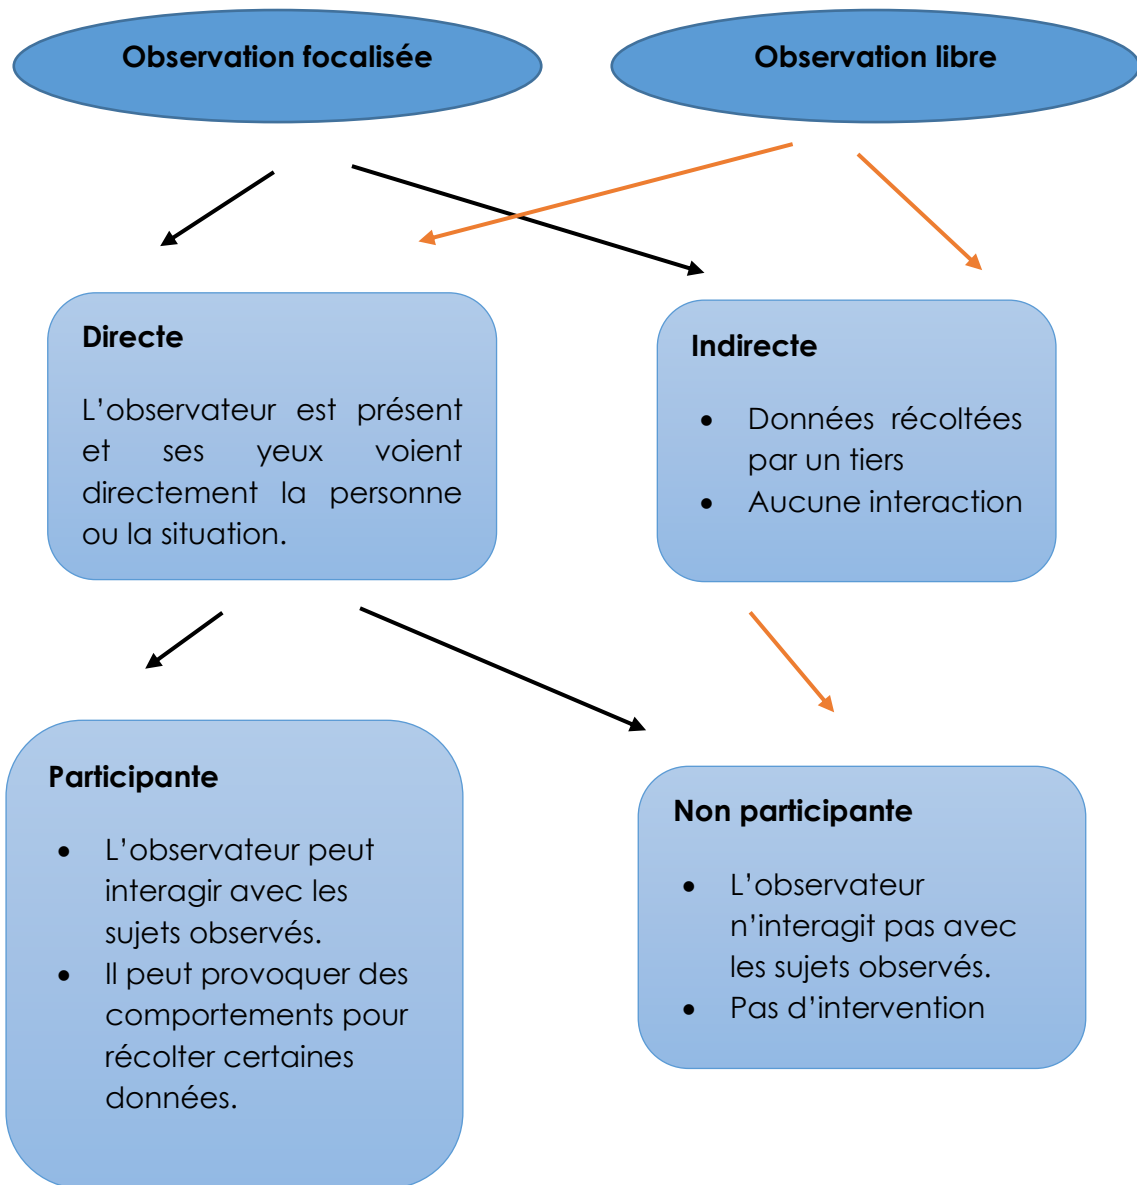 Observation focalisée
Observation libre
Directe
L’observateur est présent
et ses yeux voient
directement la personne
ou la situation.
Indirecte
• Données récoltées
par un tiers
• Aucune interaction
Participante
• L’observateur peut
interagir avec les
sujets observés.
• Il peut provoquer des
comportements pour
récolter certaines
données.
Non participante
• L’observateur
n’interagit pas avec
les sujets observés.
• Pas d’intervention